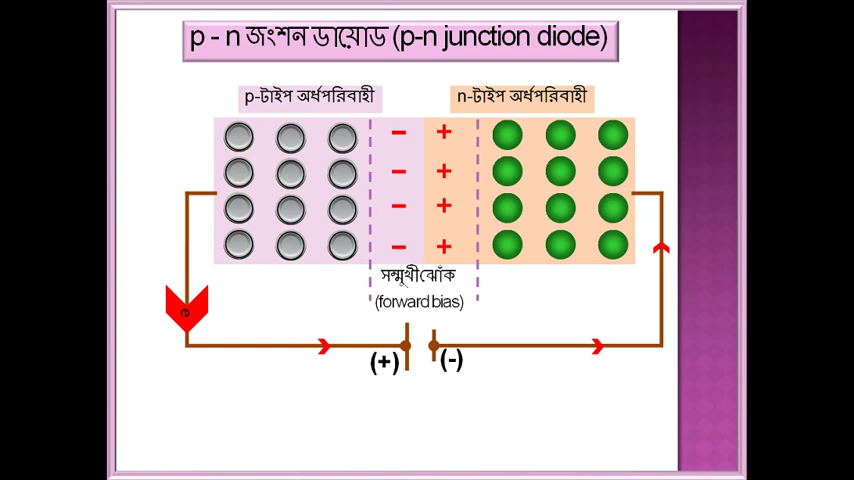 p - n জংশন ডায়োড (p-n junction diode)
p-টাইপ অর্ধপরিবাহী
n-টাইপ অর্ধপরিবাহী
− +
− +
− +
− +
সম্মুখীঝোঁক
(forward bias)
e
(+) (-)